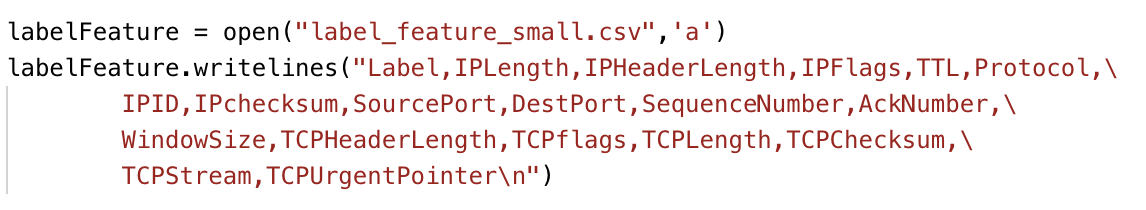 labelFeature = open("label_feature_small.csv",'a')
labelFeature.writelines("Label,IPLength,IPHeaderLength,IPFlags,TTL,Protocol,\
        IPID,IPchecksum,SourcePort,DestPort,SequenceNumber,AckNumber,\
        WindowSize,TCPHeaderLength,TCPflags,TCPLength,TCPChecksum,\
        TCPStream,TCPUrgentPointer\n")